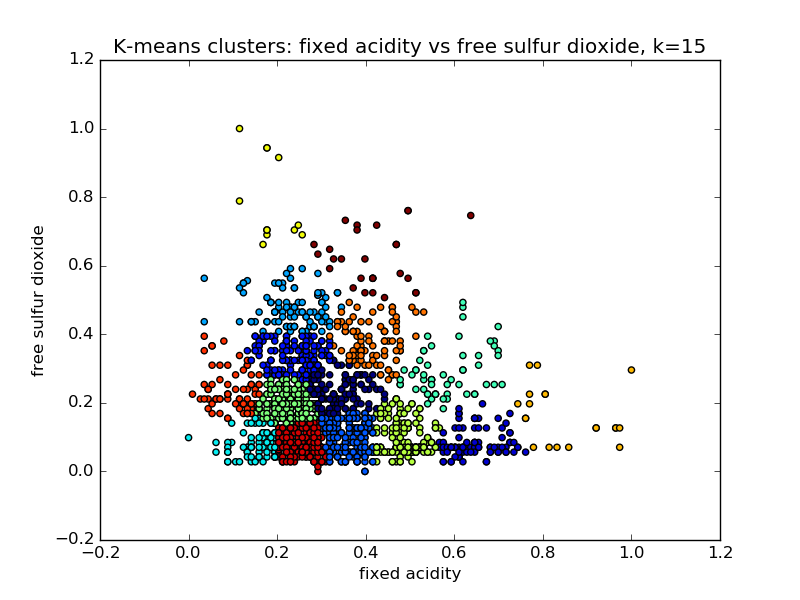 K-means clusters: fixed acidity vs free sulfur dioxide, k=15
1.2
1.0
0.8
0.6
0.4
0.2
0.0
−0.2
free sulfur dioxide
−0.2 0.0 0.2 0.4 0.6 0.8 1.0 1.2
fixed acidity